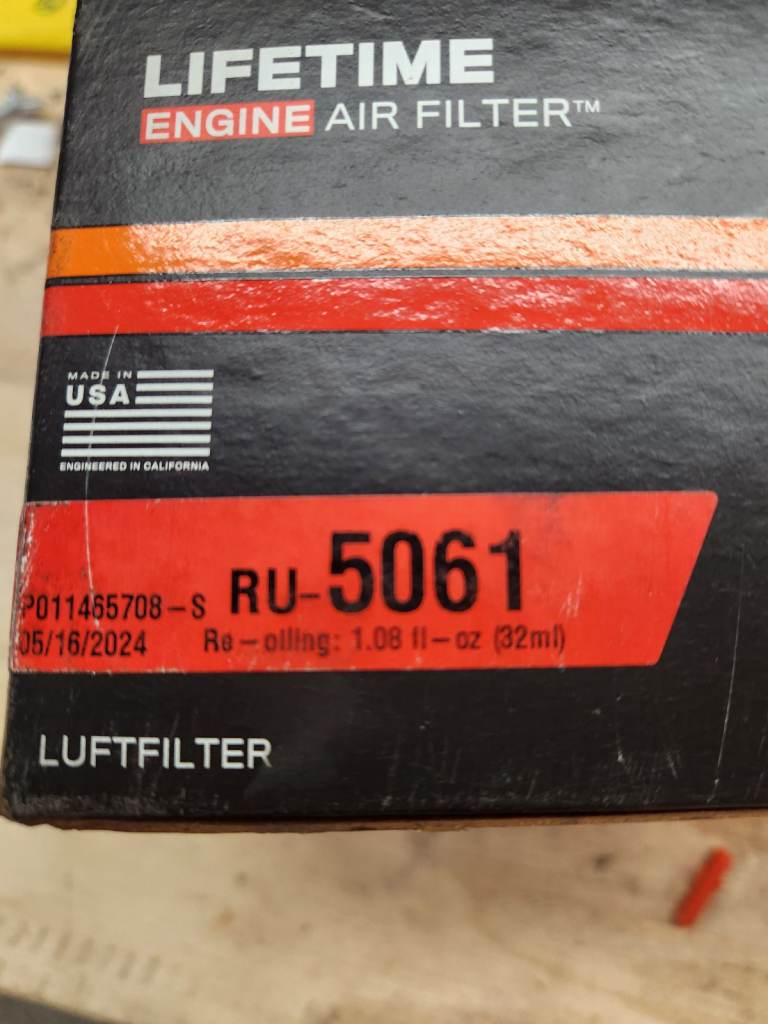 LIFETIME
ENGINE AIR FILTER™
MADE IN
USA
ENGINEERED IN CALIFORNIA
RU-5061
P011465708-S
05/16/2024 Re-oiling: 1.08 fl-oz (32ml)
LUFTFILTER